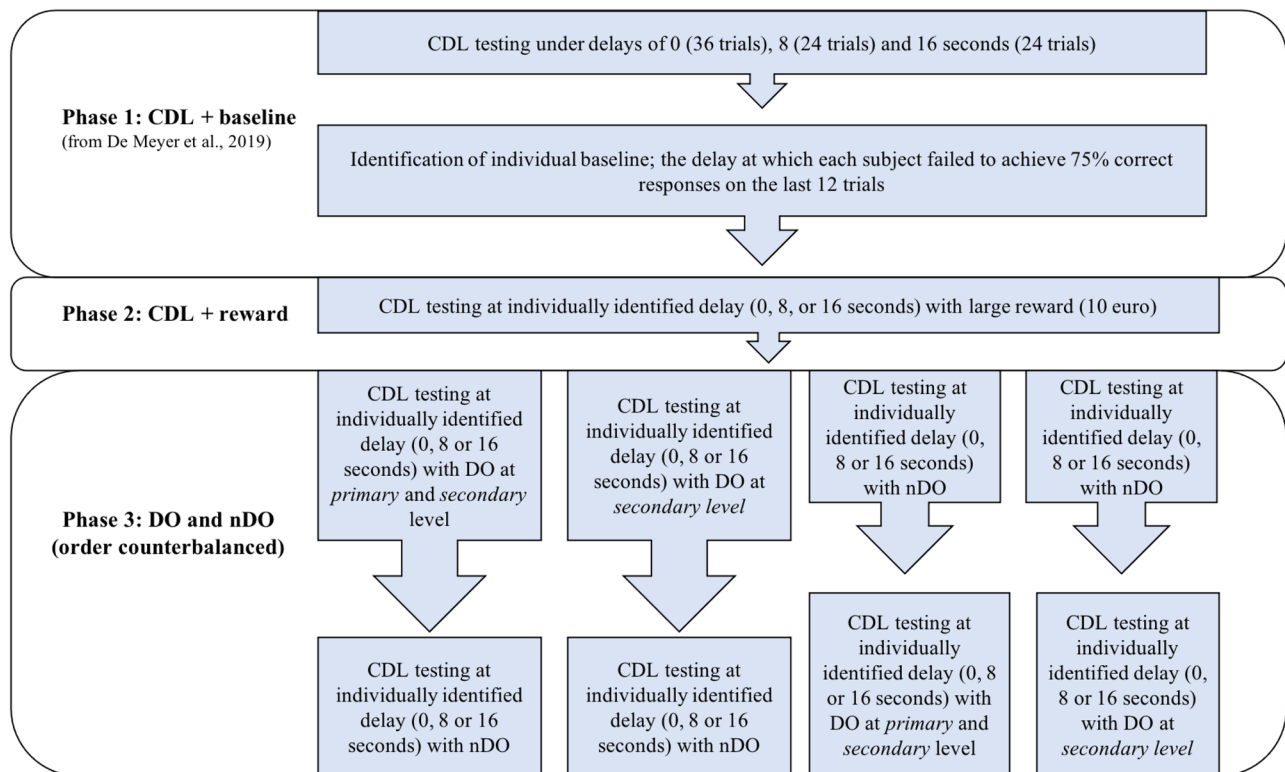 CDL testing under delays of 0 (36 trials), 8 (24 trials) and 16 seconds (24 trials)
Phase 1: CDL + baseline
(from De Meyer et al., 2019)
Identification of individual baseline; the delay at which each subject failed to achieve 75% correct
responses on the last 12 trials
Phase 2: CDL + reward
CDL testing at individually identified delay (0, 8, or 16 seconds) with large reward (10 euro)
Phase 3: DO and nDO
(order counterbalanced)
CDL testing at
individually identified
delay (0, 8 or 16
seconds) with DO at
primary and secondary
level
CDL testing at
individually identified
delay (0, 8 or 16
seconds) with DO at
secondary level
CDL testing at
individually
identified delay (0,
8 or 16 seconds)
with nDO
CDL testing at
individually
identified delay (0,
8 or 16 seconds)
with nDO
CDL testing at
individually identified
delay (0, 8 or 16
seconds) with nDO
CDL testing at
individually identified
delay (0, 8 or 16
seconds) with nDO
CDL testing at
individually
identified delay (0, 8
or 16 seconds) with
DO at primary and
secondary level
CDL testing at
individually
identified delay (0,
8 or 16 seconds)
with DO at
secondary level